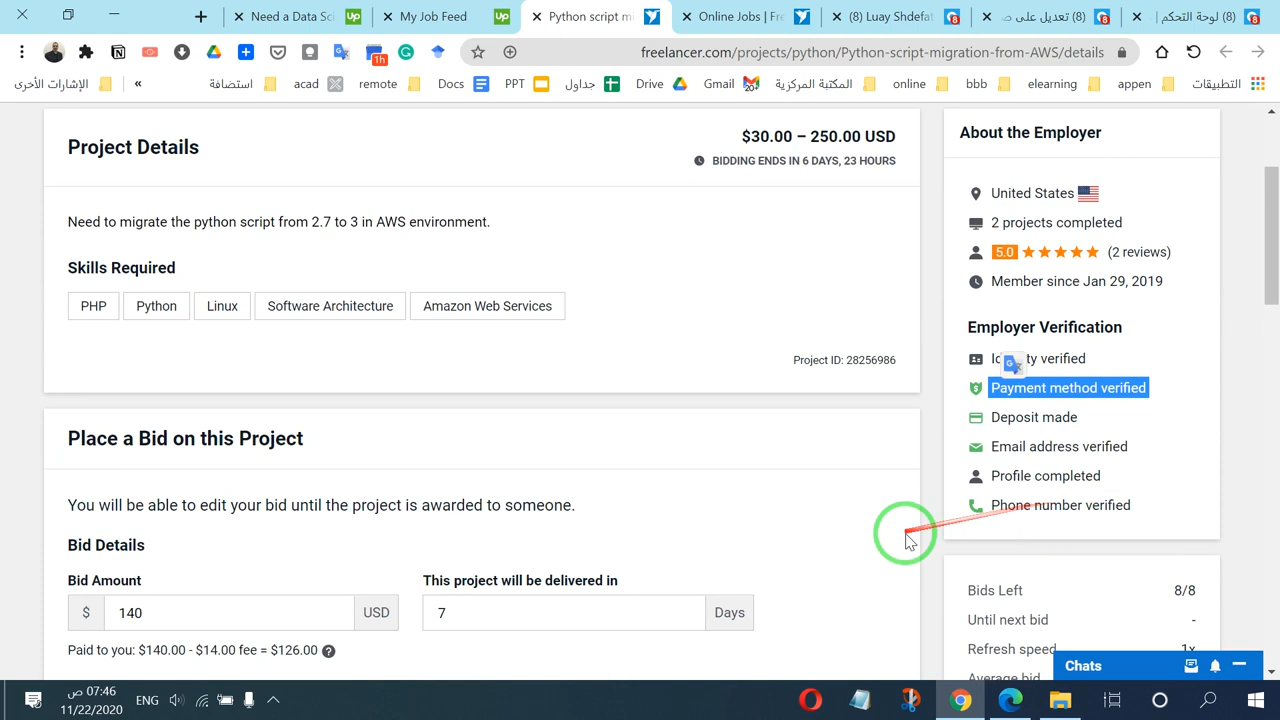 Need a Data Sci
My Job Feed
Python script mi
Online Jobs | Fre
(8) Luay Shdefat
(8) تعديل على ص
لوحة التحكم | (8)
freelancer.com/projects/python/Python-script-migration-from-AWS/details
1h
الإشارات الأخرى
«
استضافة
acad
remote
Docs
PPT
جداول
Drive
Gmail
المكتبة المركزية
online
bbb
elearning
appen
التطبيقات
Project Details
$30.00 – 250.00 USD
BIDDING ENDS IN 6 DAYS, 23 HOURS
Need to migrate the python script from 2.7 to 3 in AWS environment.
Skills Required
PHP
Python
Linux
Software Architecture
Amazon Web Services
Project ID: 28256986
Place a Bid on this Project
You will be able to edit your bid until the project is awarded to someone.
Bid Details
Bid Amount
This project will be delivered in
$ 140 USD
7 Days
Paid to you: $140.00 - $14.00 fee = $126.00
About the Employer
United States
2 projects completed
5.0 (2 reviews)
Member since Jan 29, 2019
Employer Verification
verified
Payment method verified
Deposit made
Email address verified
Profile completed
Phone number verified
Bids Left 8/8
Until next bid -
Refresh speed 1x
Average bid
Chats
07:46 ص
11/22/2020
ENG